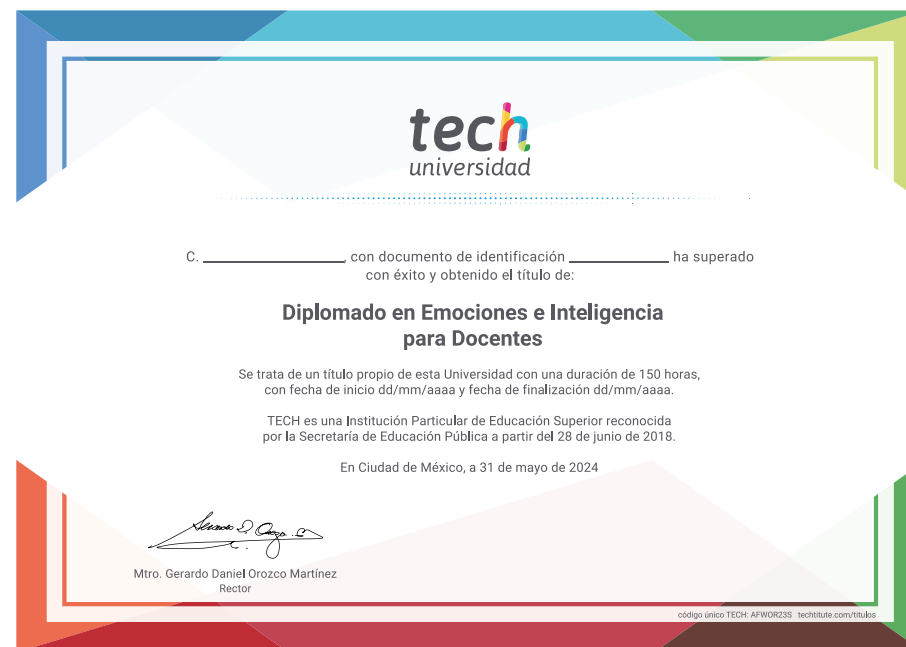 tech
universidad
C. ____________________, con documento de identificación ______________ ha superado
con éxito y obtenido el título de:
Diplomado en Emociones e Inteligencia
para Docentes
Se trata de un título propio de esta Universidad con una duración de 150 horas,
con fecha de inicio dd/mm/aaaa y fecha de finalización dd/mm/aaaa.
TECH es una Institución Particular de Educación Superior reconocida
por la Secretaría de Educación Pública a partir del 28 de junio de 2018.
En Ciudad de México, a 31 de mayo de 2024
Mtro. Gerardo Daniel Orozco Martínez
Rector
código único TECH: AFWOR23S techtitute.com/titulos